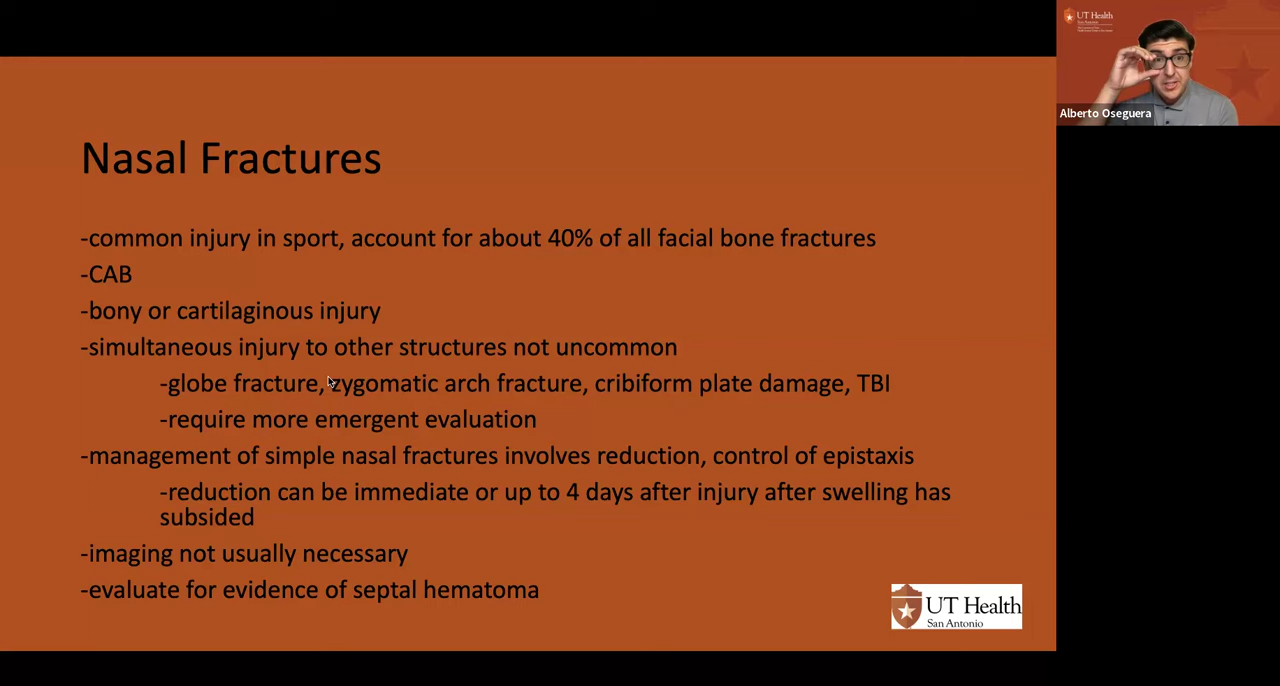 UT Health
San Antonio
Alberto Oseguera
Nasal Fractures
-common injury in sport, account for about 40% of all facial bone fractures
-CAB
-bony or cartilaginous injury
-simultaneous injury to other structures not uncommon
-globe fracture, zygomatic arch fracture, cribiform plate damage, TBI
-require more emergent evaluation
-management of simple nasal fractures involves reduction, control of epistaxis
-reduction can be immediate or up to 4 days after injury after swelling has
subsided
-imaging not usually necessary
-evaluate for evidence of septal hematoma
UT Health
San Antonio